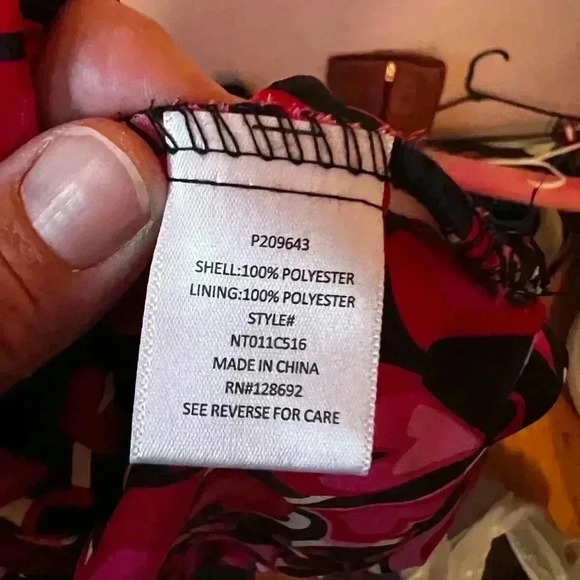 P209643
SHELL:100% POLYESTER
LINING:100% POLYESTER
STYLE#
NT011C516
MADE IN CHINA
RN#128692
SEE REVERSE FOR CARE